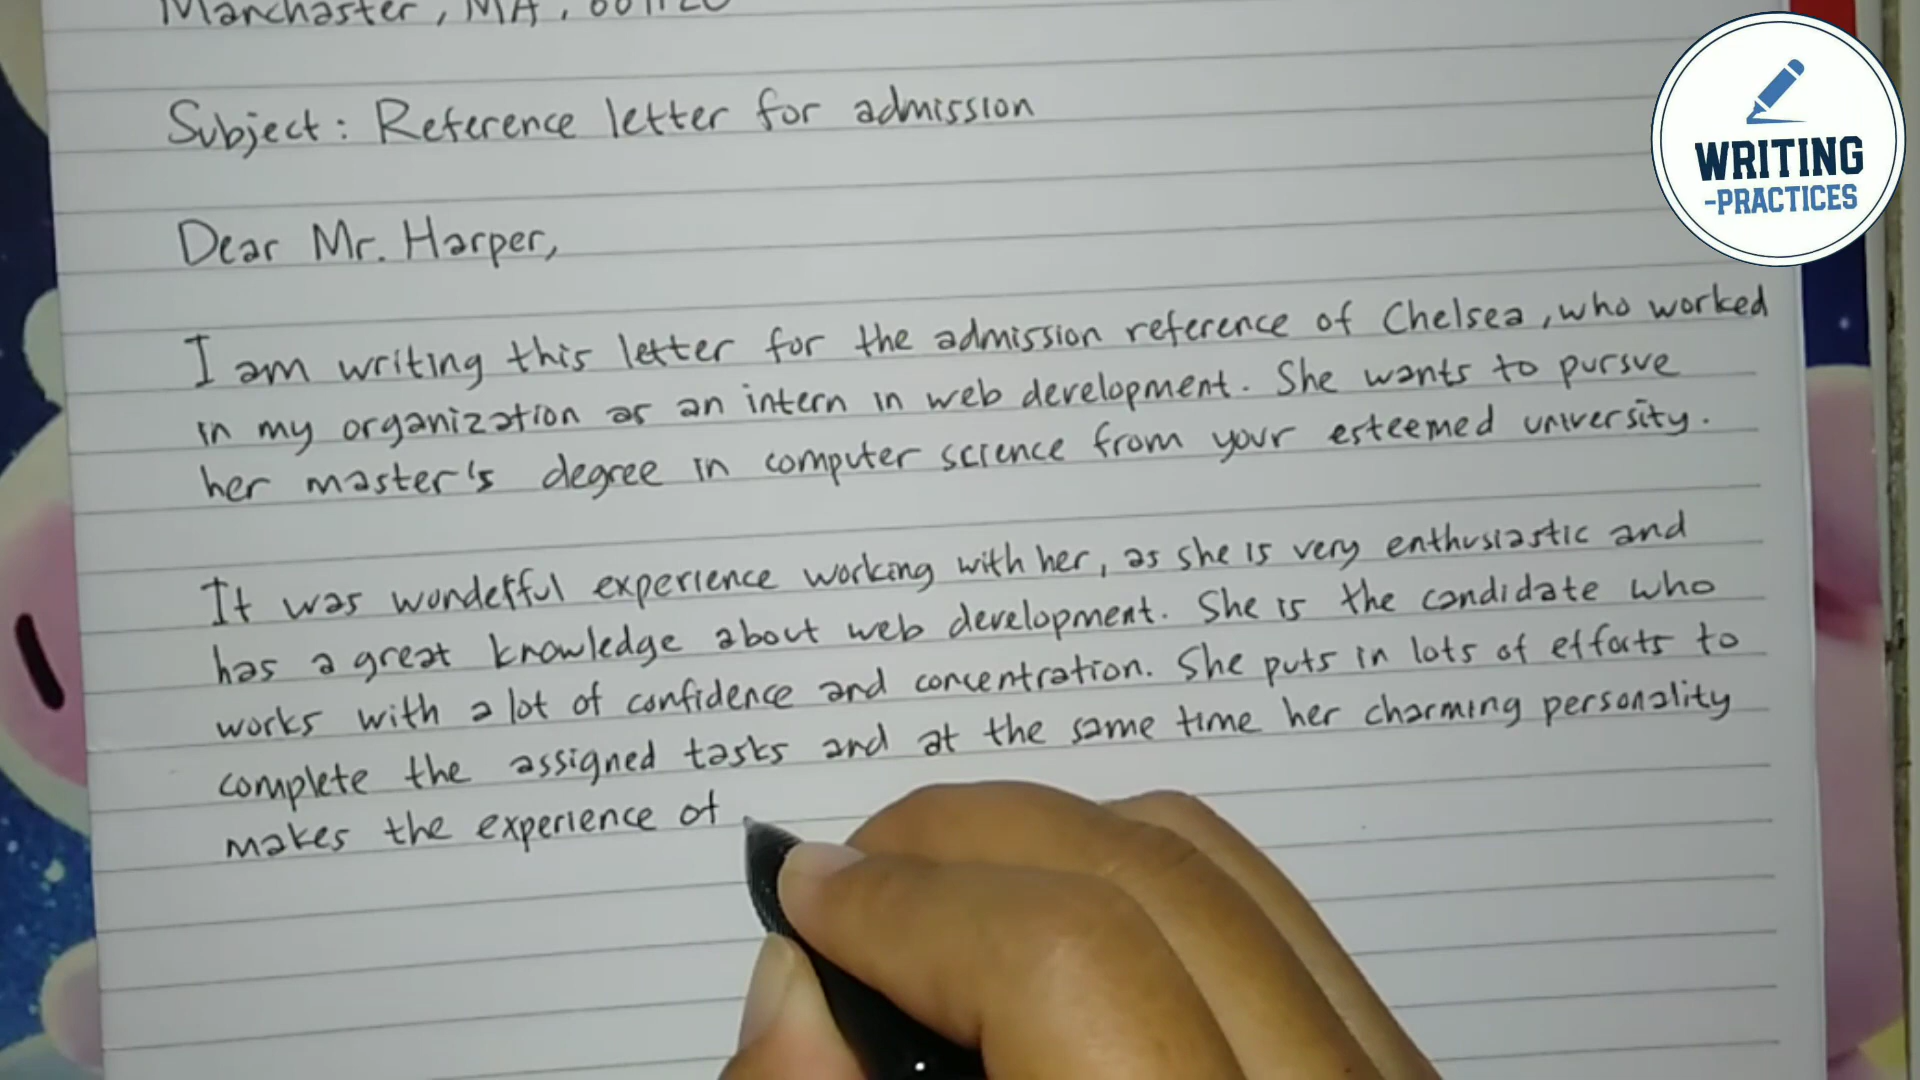 Manchaster, MA,
Subject: Reference letter for admission
Dear Mr. Harper,
I am writing this letter for the admission reference of Chelsea, who worked
in my organization as an intern in web development. She wants to pursue
her master's degree in computer science from your esteemed university.
It was wonderful experience working with her, as she is very enthusiastic and
has a great knowledge about web development. She is the candidate who
works with a lot of confidence and concentration. She puts in lots of efforts to
complete the assigned tasks and at the same time her charming personality
makes the experience of
WRITING
-PRACTICES